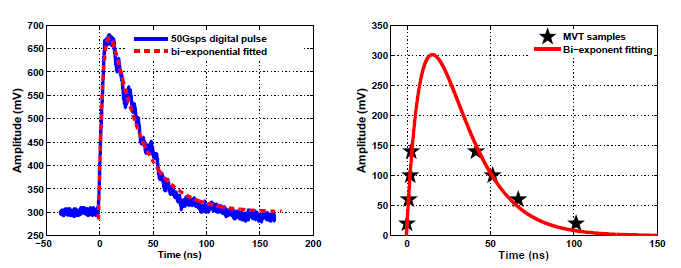 700
650
600
550
500
450
400
350
300
250
Amplitude (mV)
50Gsps digital pulse
bi−exponential fitted
−50 0 50 100 150 200
Time (ns)
350
300
250
200
150
100
50
0
Amplitude (mV)
MVT samples
Bi−exponent fitting
0 50 100 150
Time (ns)